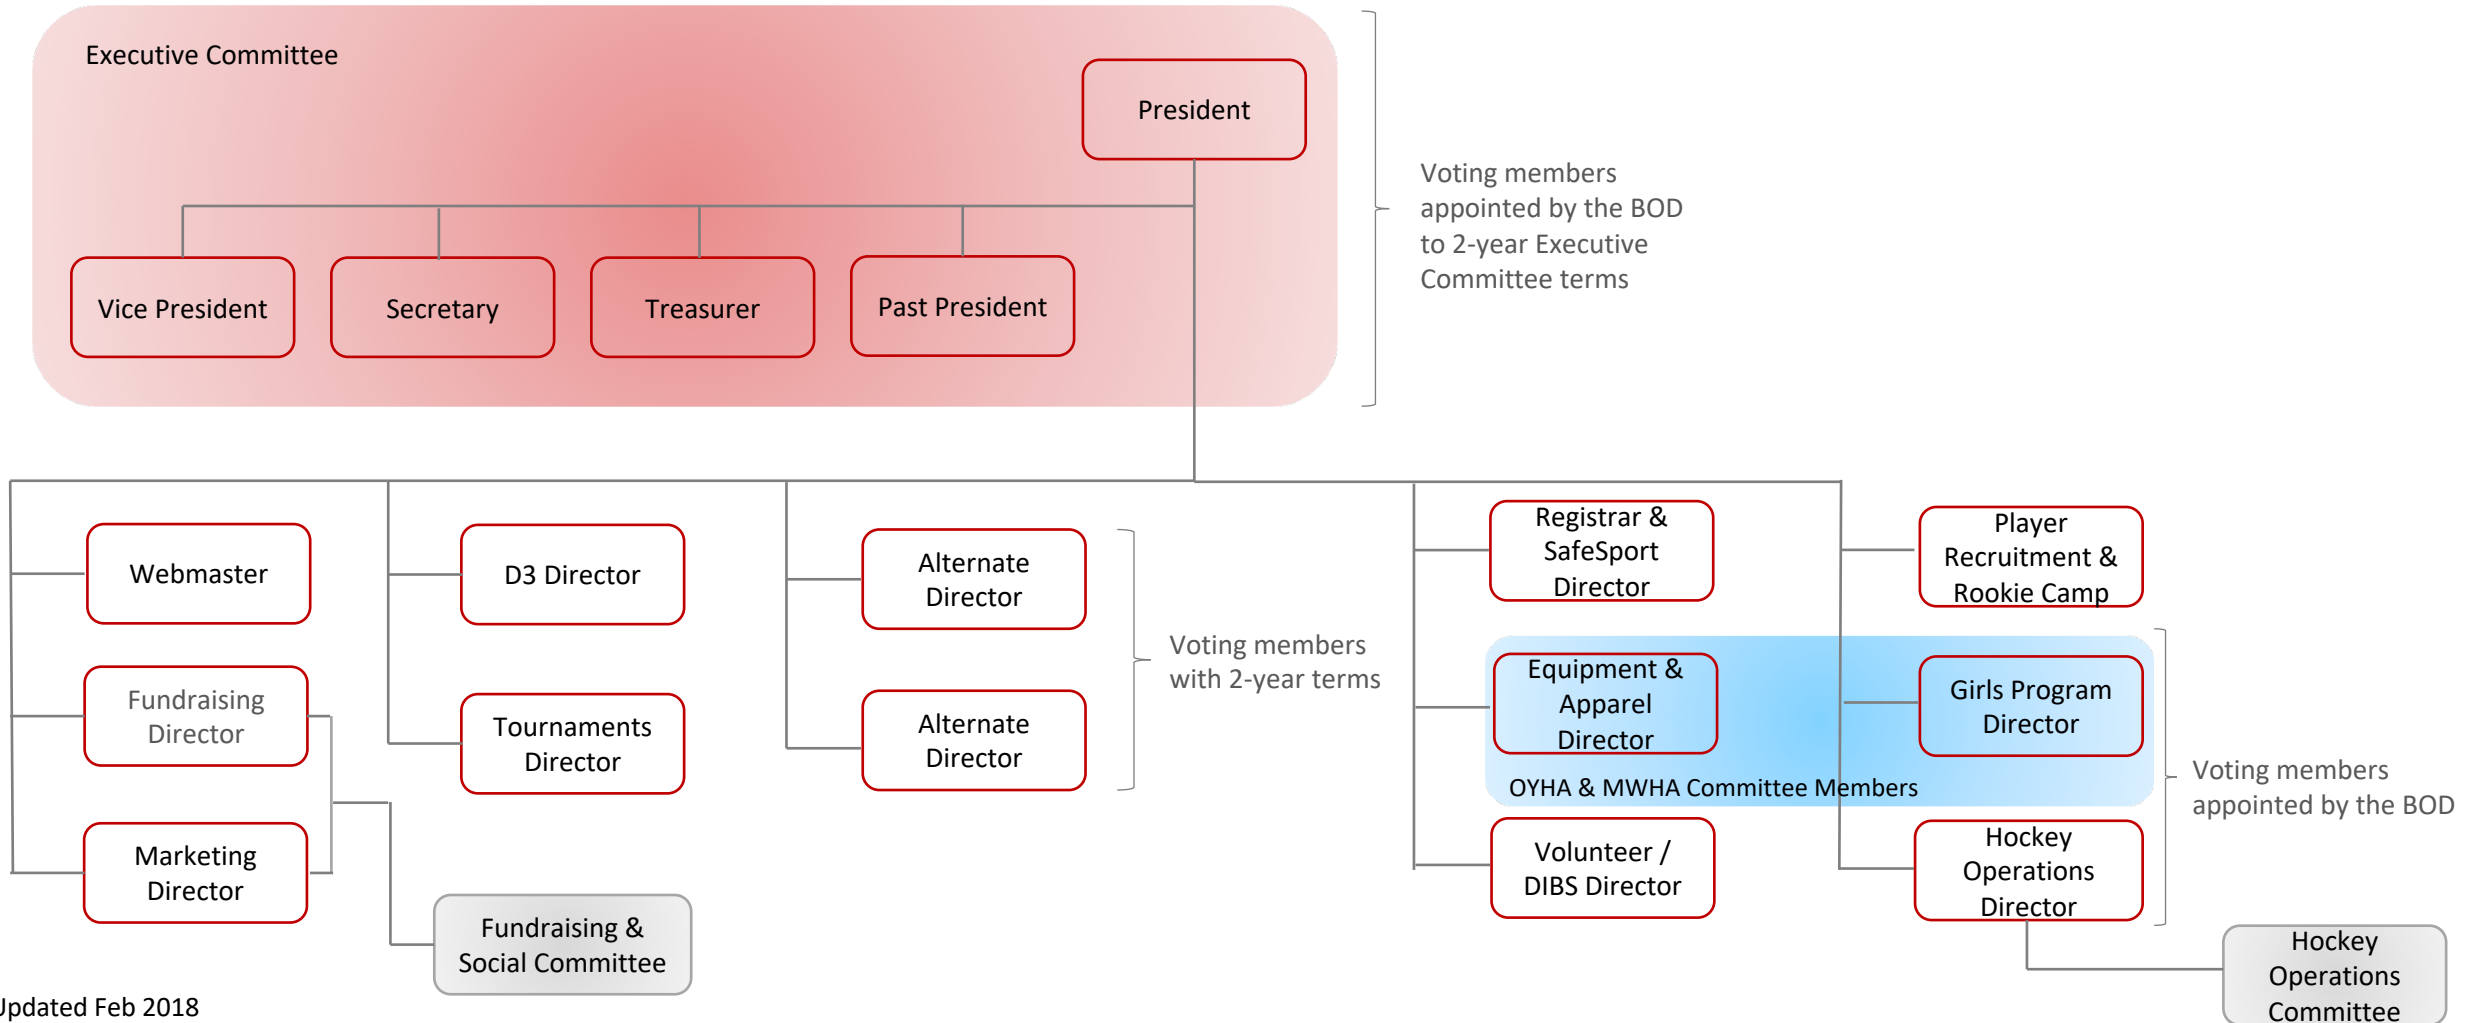 Executive Committee
President
Vice President
Secretary
Treasurer
Past President
Voting members
appointed by the BOD
to 2-year Executive
Committee terms
Webmaster
Fundraising
Director
Marketing
Director
D3 Director
Tournaments
Director
Fundraising &
Social Committee
Alternate
Director
Alternate
Director
Voting members
with 2-year terms
Registrar &
SafeSport
Director
Equipment &
Apparel
Director
OYHA & MWHA Committee Members
Volunteer /
DIBS Director
Player
Recruitment &
Rookie Camp
Girls Program
Director
Hockey
Operations
Director
Voting members
appointed by the BOD
Hockey
Operations
Committee
Updated Feb 2018